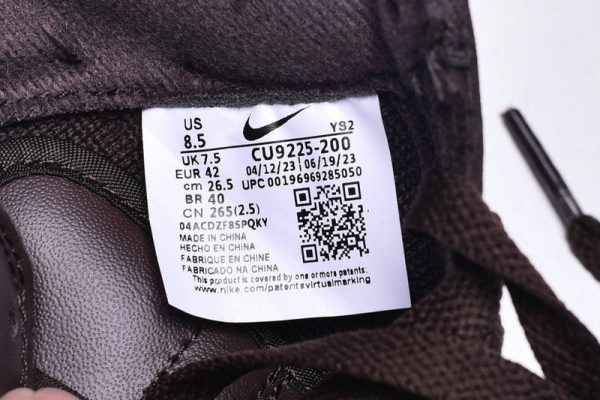 US YS2
8.5 CU9225-200
UK 7.5 04/12/23 06/19/23
EUR 42 UPC 00196969285050
cm 26.5
BR 40
CN 265(2.5)
04ACDZF8SPQKY
MADE IN CHINA
HECHO EN CHINA
FABRIQUE EN CHINE
FABRICADO NA CHINA
This product is covered by one or more patents:
www.nike.com/patentsvirtualmarking